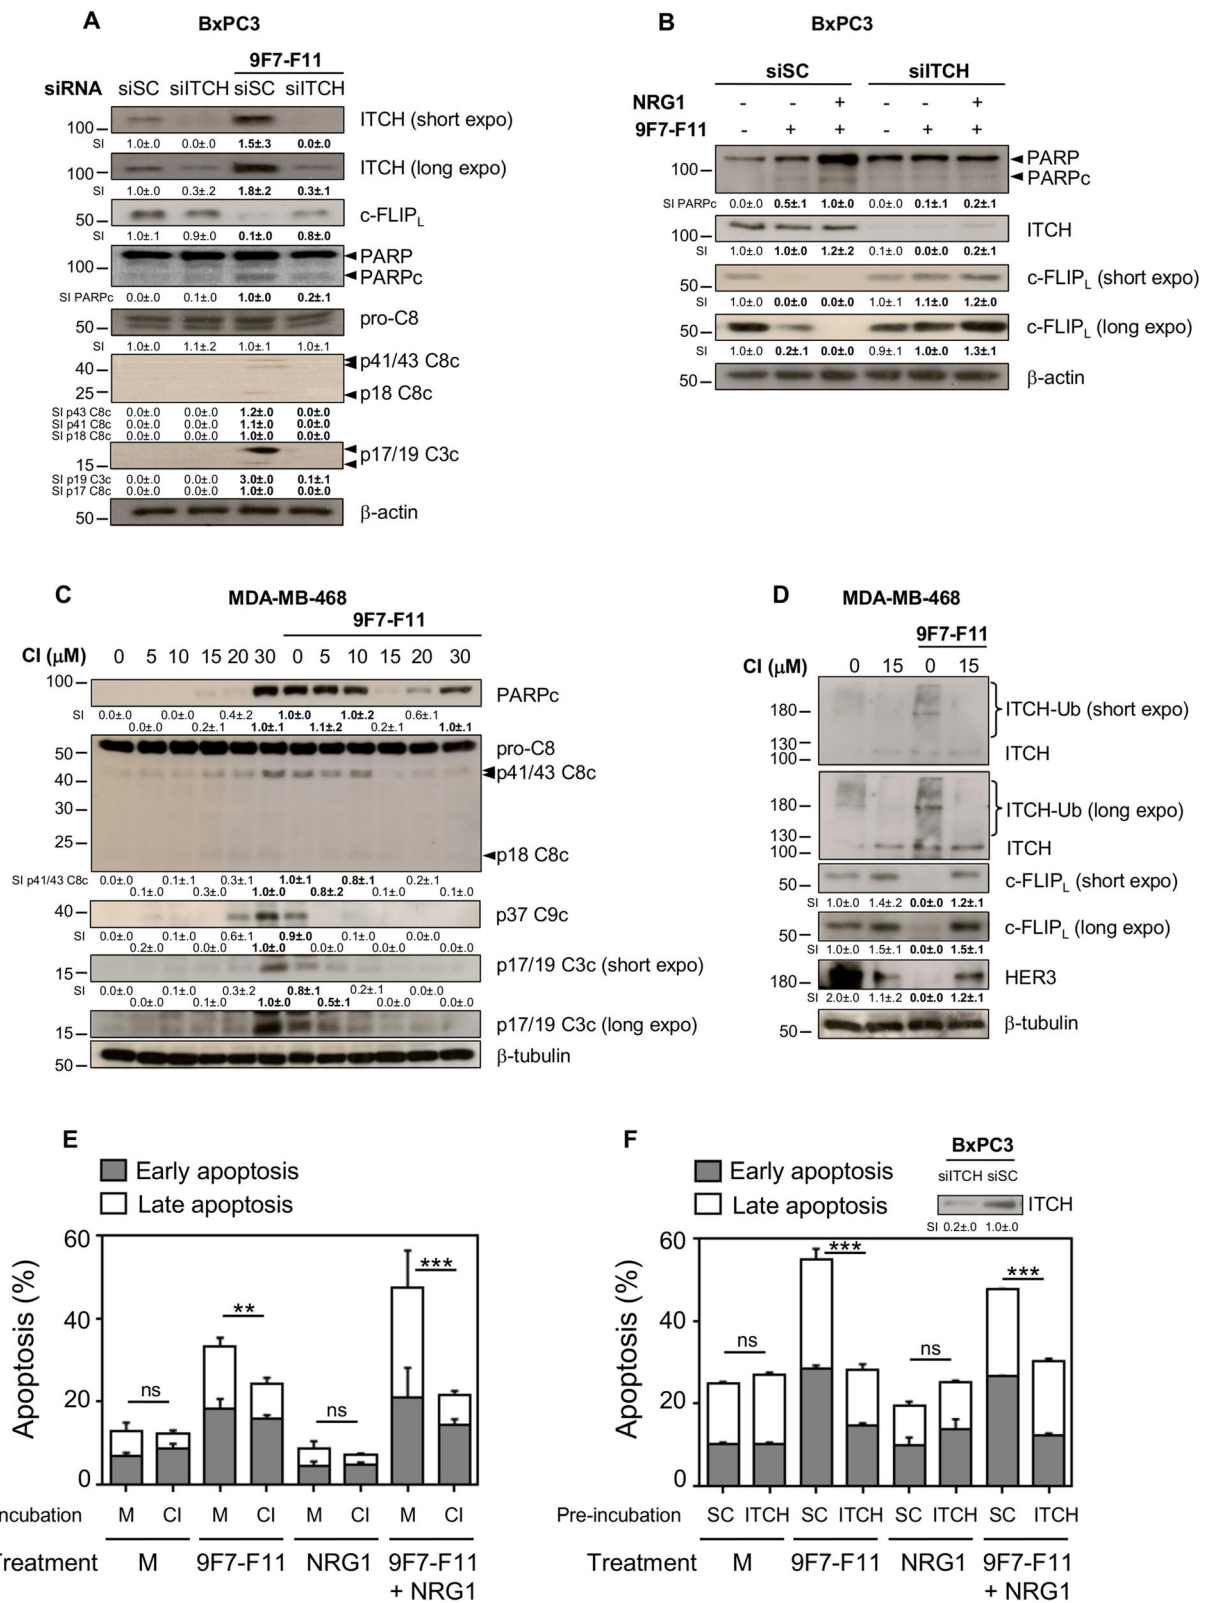 A
BxPC3
9F7-F11
siRNA siSC siITCH siSC siITCH
100 ITCH (short expo)
SI 1.0±.0 0.0±.0 1.5±.3 0.0±.0
100 ITCH (long expo)
SI 1.0±.0 0.3±.2 1.8±.2 0.3±.1
50 c-FLIPL
SI 1.0±.1 0.9±.0 0.1±.0 0.8±.0
PARP
100 PARPc
SI PARPc 0.0±.0 0.1±.0 1.0±.0 0.2±.1
50 pro-C8
SI 1.0±.0 1.1±.2 1.0±.1 1.0±.1
40 p41/43 C8c
25 p18 C8c
SI p43 C8c 0.0±.0 0.0±.0 1.2±.0 0.0±.0
SI p41 C8c 0.0±.0 0.0±.0 1.1±.0 0.0±.0
SI p18 C8c 0.0±.0 0.0±.0 1.0±.0 0.0±.0
15 p17/19 C3c
SI p19 C3c 0.0±.0 0.0±.0 3.0±.0 0.1±.1
SI p17 C8c 0.0±.0 0.0±.0 1.0±.0 0.0±.0
50 β-actin
B
BxPC3
siSC siITCH
NRG1 - - + - - +
9F7-F11 - + + - + +
PARP
100 PARPc
SI PARPc 0.0±.0 0.5±.1 1.0±.0 0.0±.0 0.1±.1 0.2±.1
100 ITCH
SI 1.0±.0 1.0±.0 1.2±.2 0.1±.0 0.0±.0 0.2±.1
50 c-FLIPL (short expo)
SI 1.0±.0 0.0±.0 0.0±.0 1.0±.1 1.1±.0 1.2±.0
50 c-FLIPL (long expo)
SI 1.0±.0 0.2±.1 0.0±.0 0.9±.1 1.0±.0 1.3±.1
50 β-actin
C
MDA-MB-468
9F7-F11
CI (µM) 0 5 10 15 20 30 0 5 10 15 20 30
100 PARPc
SI 0.0±.0 0.0±.0 0.4±.2 1.0±.0 1.0±.2 0.6±.1
0.0±.0 0.2±.1 1.0±.1 1.1±.2 0.2±.1 1.0±.1
50 pro-C8
40 p41/43 C8c
30
25 p18 C8c
SI p41/43 C8c 0.0±.0 0.1±.1 0.3±.1 1.0±.1 0.8±.1 0.2±.1
0.1±.0 0.3±.0 1.0±.0 0.8±.2 0.1±.0 0.1±.0
40 p37 C9c
SI 0.0±.0 0.1±.0 0.6±.1 0.9±.0 0.1±.0 0.0±.0
0.2±.0 0.0±.0 1.0±.0 0.0±.0 0.0±.0 0.0±.0
15 p17/19 C3c (short expo)
SI 0.0±.0 0.1±.0 0.3±.2 0.8±.1 0.2±.1 0.0±.0
0.0±.0 0.1±.0 1.0±.0 0.5±.1 0.0±.0 0.0±.0
15 p17/19 C3c (long expo)
50 β-tubulin
D
MDA-MB-468
9F7-F11
CI (µM) 0 15 0 15
180 ITCH-Ub (short expo)
130
100 ITCH
180 ITCH-Ub (long expo)
130
100 ITCH
50 c-FLIPL (short expo)
SI 1.0±.0 1.4±.2 0.0±.0 1.2±.1
50 c-FLIPL (long expo)
SI 1.0±.0 1.5±.1 0.0±.0 1.5±.1
180 HER3
SI 2.0±.0 1.1±.2 0.0±.0 1.2±.1
50 β-tubulin
E
Early apoptosis
Late apoptosis
Apoptosis (%)
60
40
20
0
ns ** ns ***
ncubation M CI M CI M CI M CI
Treatment M 9F7-F11 NRG1 9F7-F11
+ NRG1
F
BxPC3
siITCH siSC
ITCH
SI 0.2±.0 1.0±.0
Early apoptosis
Late apoptosis
Apoptosis (%)
60
40
20
0
ns *** ns ***
Pre-incubation SC ITCH SC ITCH SC ITCH SC ITCH
Treatment M 9F7-F11 NRG1 9F7-F11
+ NRG1